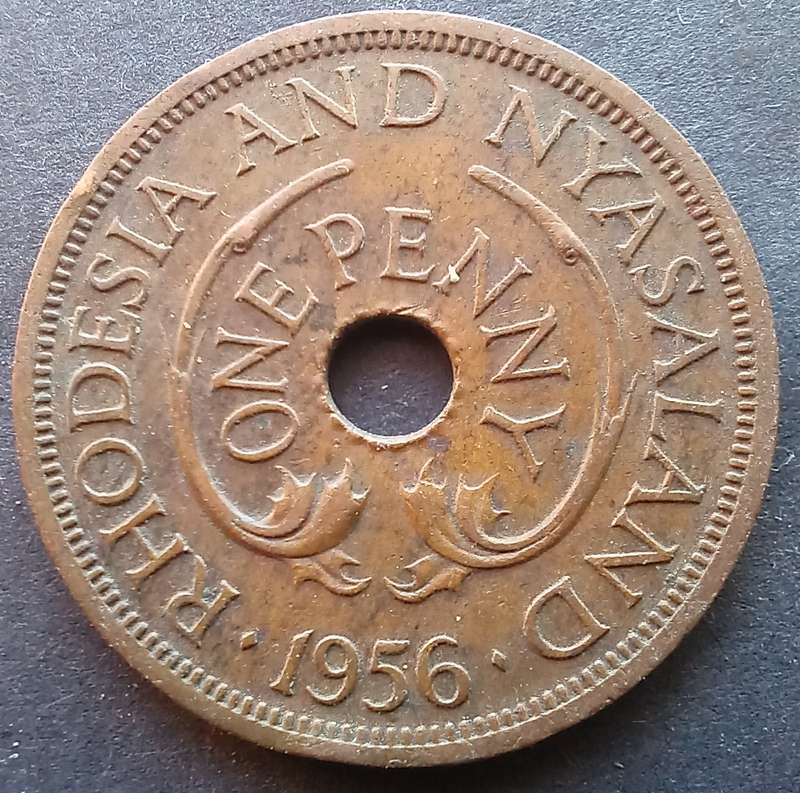 RHODESIA AND NYASALAND
ONE PENNY
· 1956 ·